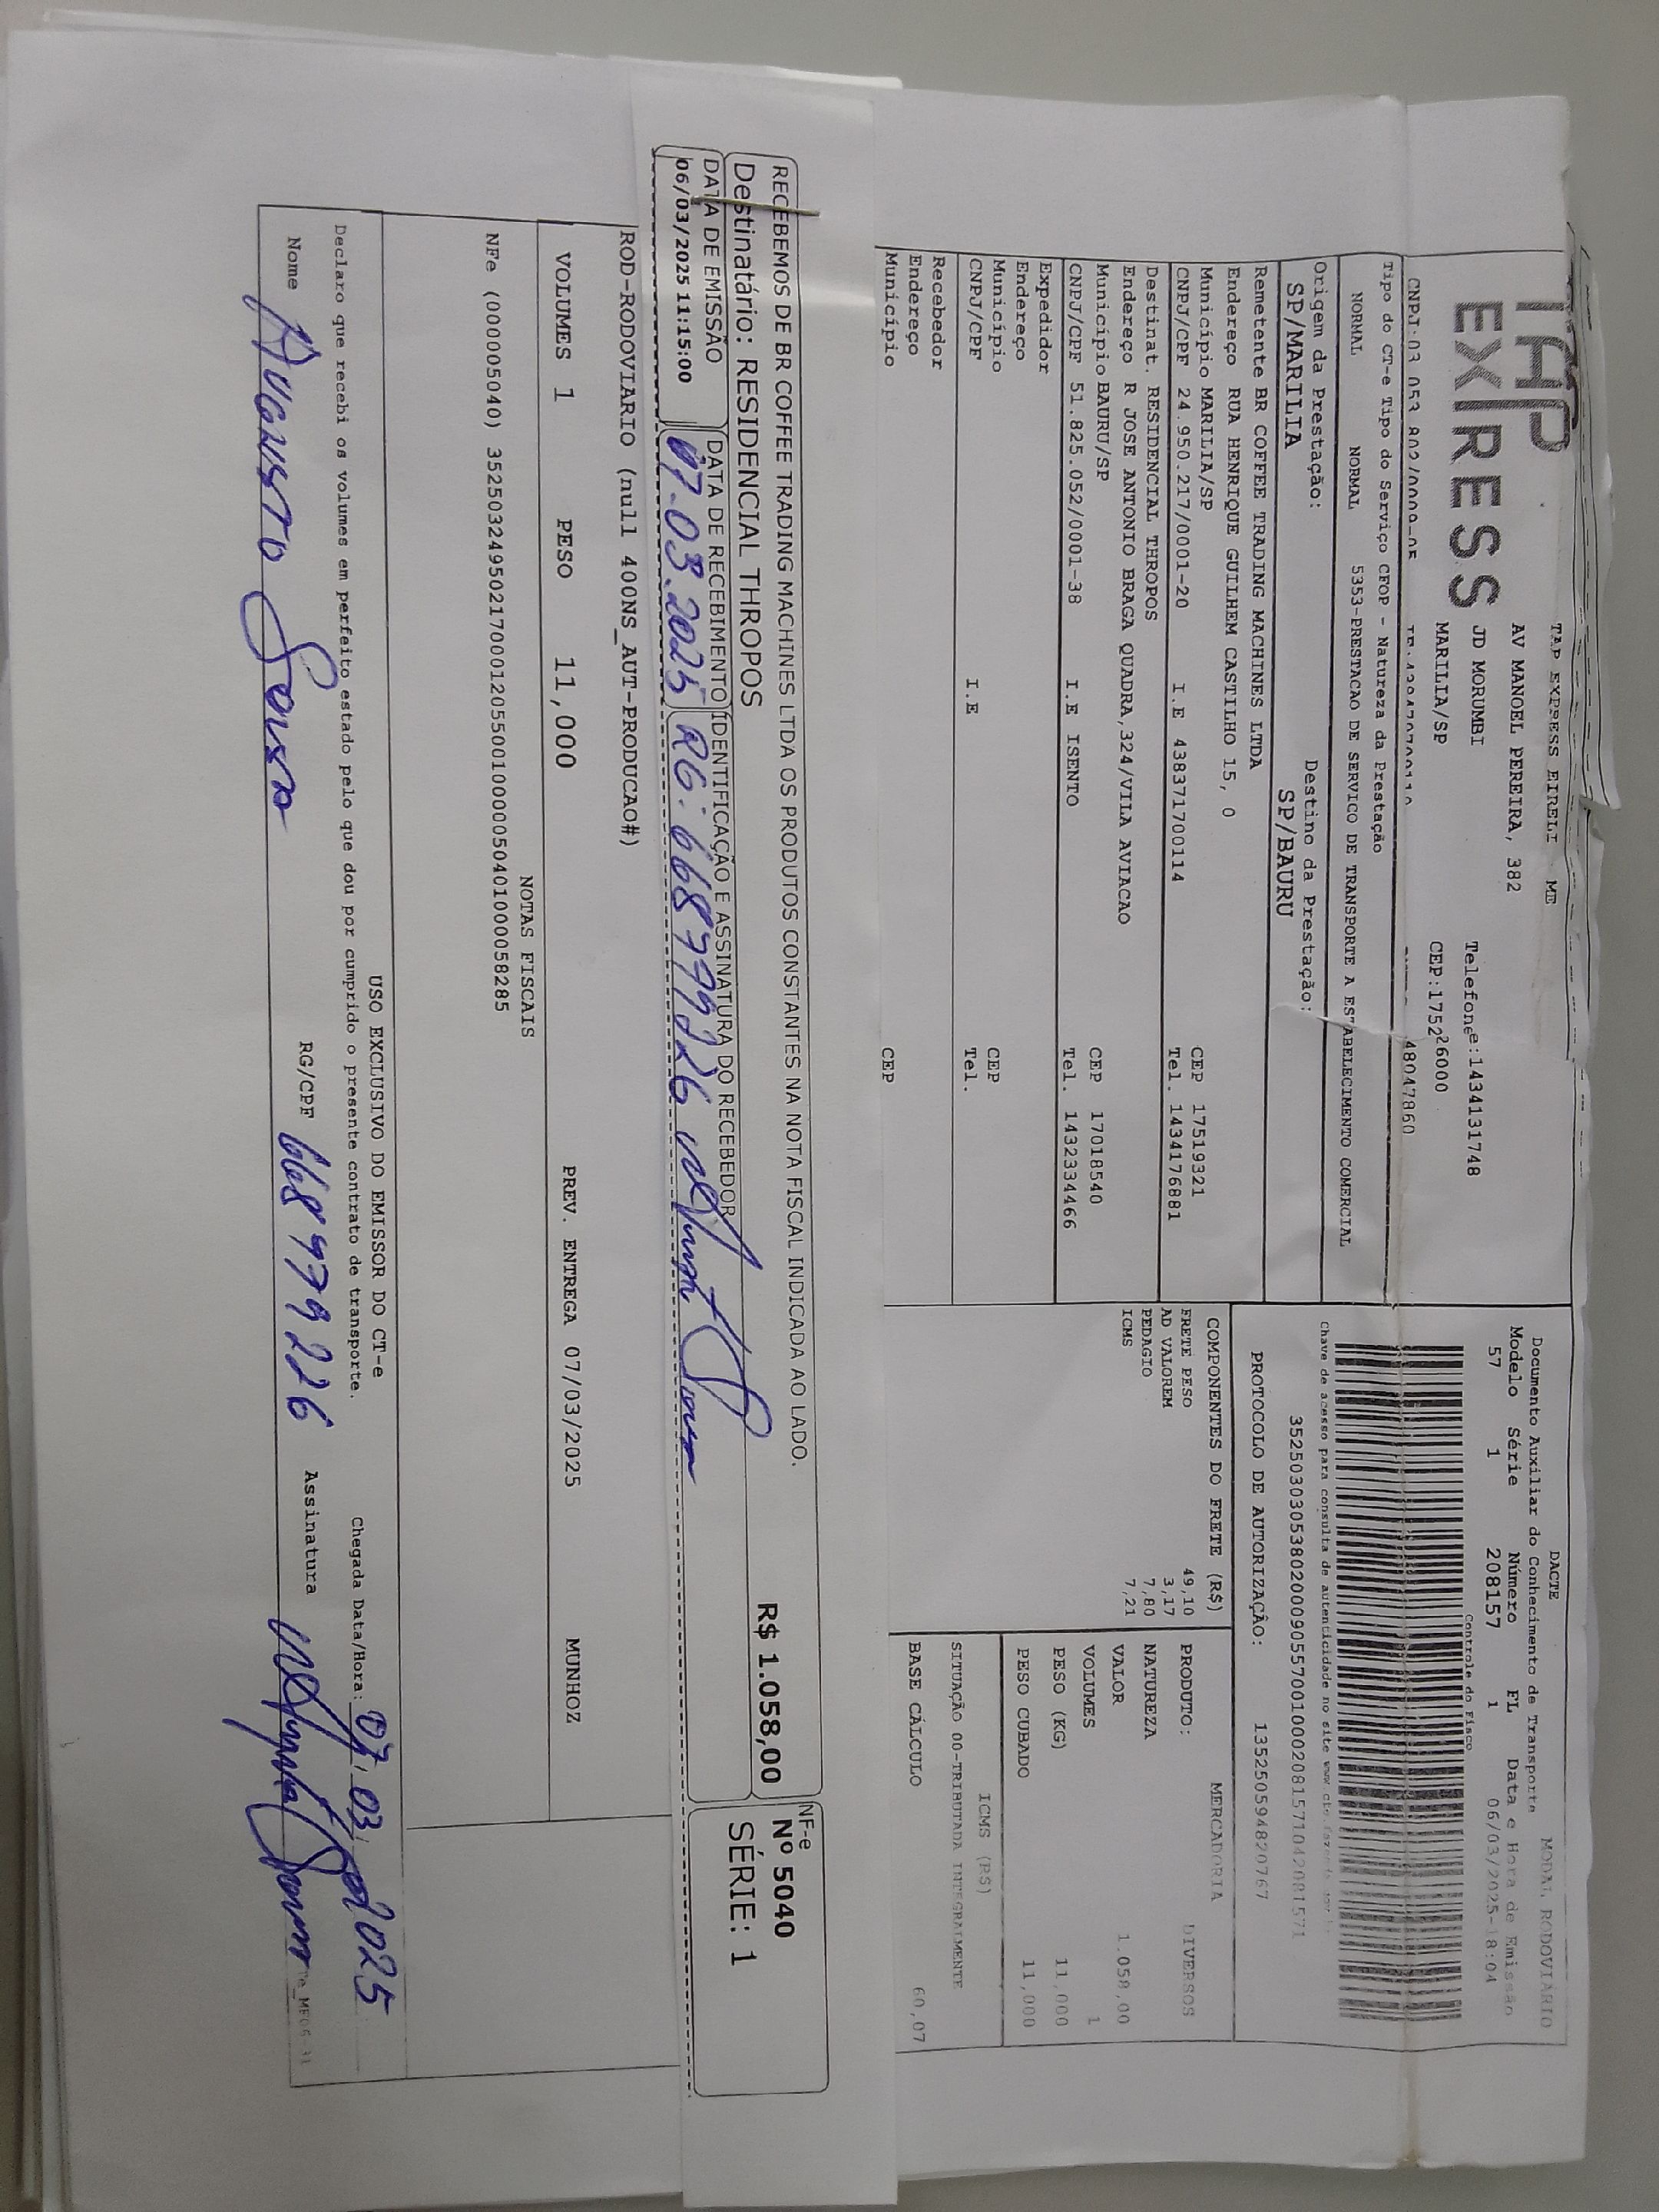 TAP
EXPRESS
TAP EXPRESS EIRELI ME
AV MANOEL PEREIRA, 382
JD MORUMBI
Telefone:1434131748
MARILIA/SP
CEP:17526000
48047860
Tipo do CT-e Tipo do Serviço CFOP - Natureza da Prestação
NORMAL NORMAL 5353-PRESTACAO DE SERVICO DE TRANSPORTE A ESTABELECIMENTO COMERCIAL
Origem da Prestação: Destino da Prestação:
SP/MARILIA SP/BAURU
Remetente BR COFFEE TRADING MACHINES LTDA
Endereço RUA HENRIQUE GUILHEM CASTILHO 15, 0
Município MARILIA/SP CEP 17519321
CNPJ/CPF 24.950.217/0001-20 I.E 438371700114 Tel. 1434176881
Destinat. RESIDENCIAL THROPOS
Endereço R JOSE ANTONIO BRAGA QUADRA,324/VILA AVIACAO
Município BAURU/SP CEP 17018540
CNPJ/CPF 51.825.052/0001-38 I.E ISENTO Tel. 1432334466
Expedidor
Endereço
Município CEP
CNPJ/CPF I.E Tel.
Recebedor
Endereço
Município CEP
DACTE MODAL RODOVIÁRIO
Documento Auxiliar do Conhecimento de Transporte
Modelo Série Número FL Data e Hora de Emissão
57 1 208157 1 06/03/2025-18:04
Controle do Fisco
Chave de acesso para consulta de autenticidade no site
PROTOCOLO DE AUTORIZAÇÃO: 135250594820767
COMPONENTES DO FRETE (R$)
FRETE PESO 49,10
AD VALOREM 3,17
PEDAGIO 7,80
ICMS 7,21
MERCADORIA
PRODUTO: DIVERSOS
NATUREZA
VALOR 1.058,00
VOLUMES 1
PESO (KG) 11,000
PESO CUBADO 11,000
ICMS (R$)
SITUAÇÃO 00-TRIBUTADA INTEGRALMENTE
BASE CÁLCULO 60,07
RECEBEMOS DE BR COFFEE TRADING MACHINES LTDA OS PRODUTOS CONSTANTES NA NOTA FISCAL INDICADA AO LADO.
Destinatário: RESIDENCIAL THROPOS R$ 1.058,00
DATA DE EMISSÃO DATA DE RECEBIMENTO IDENTIFICAÇÃO E ASSINATURA DO RECEBEDOR
06/03/2025 11:15:00 07-03.2025 RG: 668779226
NF-e
Nº 5040
SÉRIE: 1
ROD-RODOVIARIO (null 400NS_AUT-PRODUCAO#)
VOLUMES 1 PESO 11,000 PREV. ENTREGA 07/03/2025 MUNHOZ
NOTAS FISCAIS
NFe (000005040) 35250324950217000120550010000050401000058285
USO EXCLUSIVO DO EMISSOR DO CT-e
Declaro que recebi os volumes em perfeito estado pelo que dou por cumprido o presente contrato de transporte.
Chegada Data/Hora: 07/03/2025
Nome Augusto Sousa RG/CPF 668979226 Assinatura